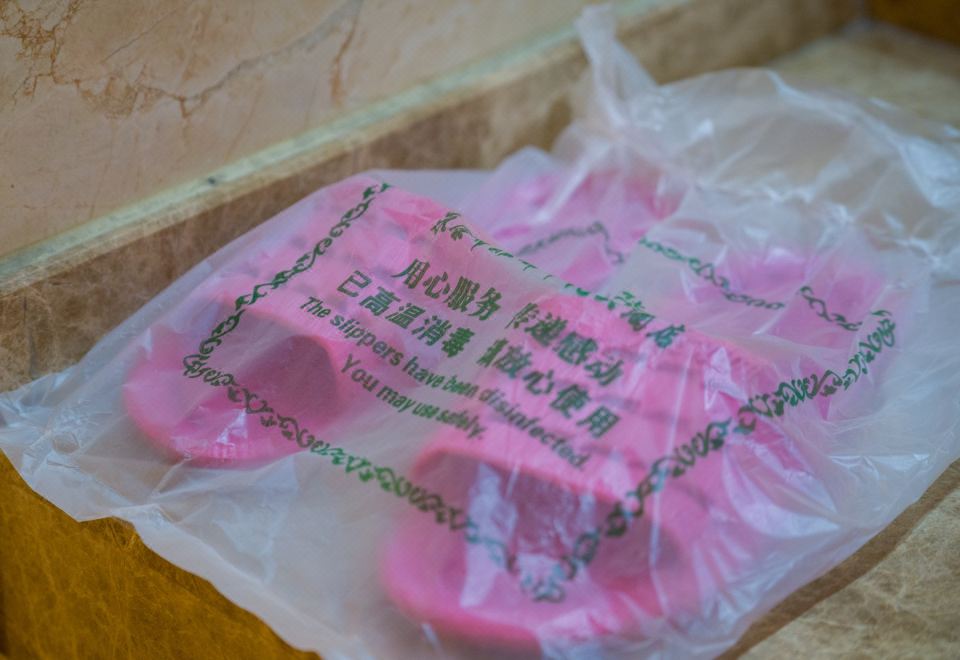 用心服务 传递感动
已高温消毒 请放心使用
The slippers have been disinfected.
You may use safely.